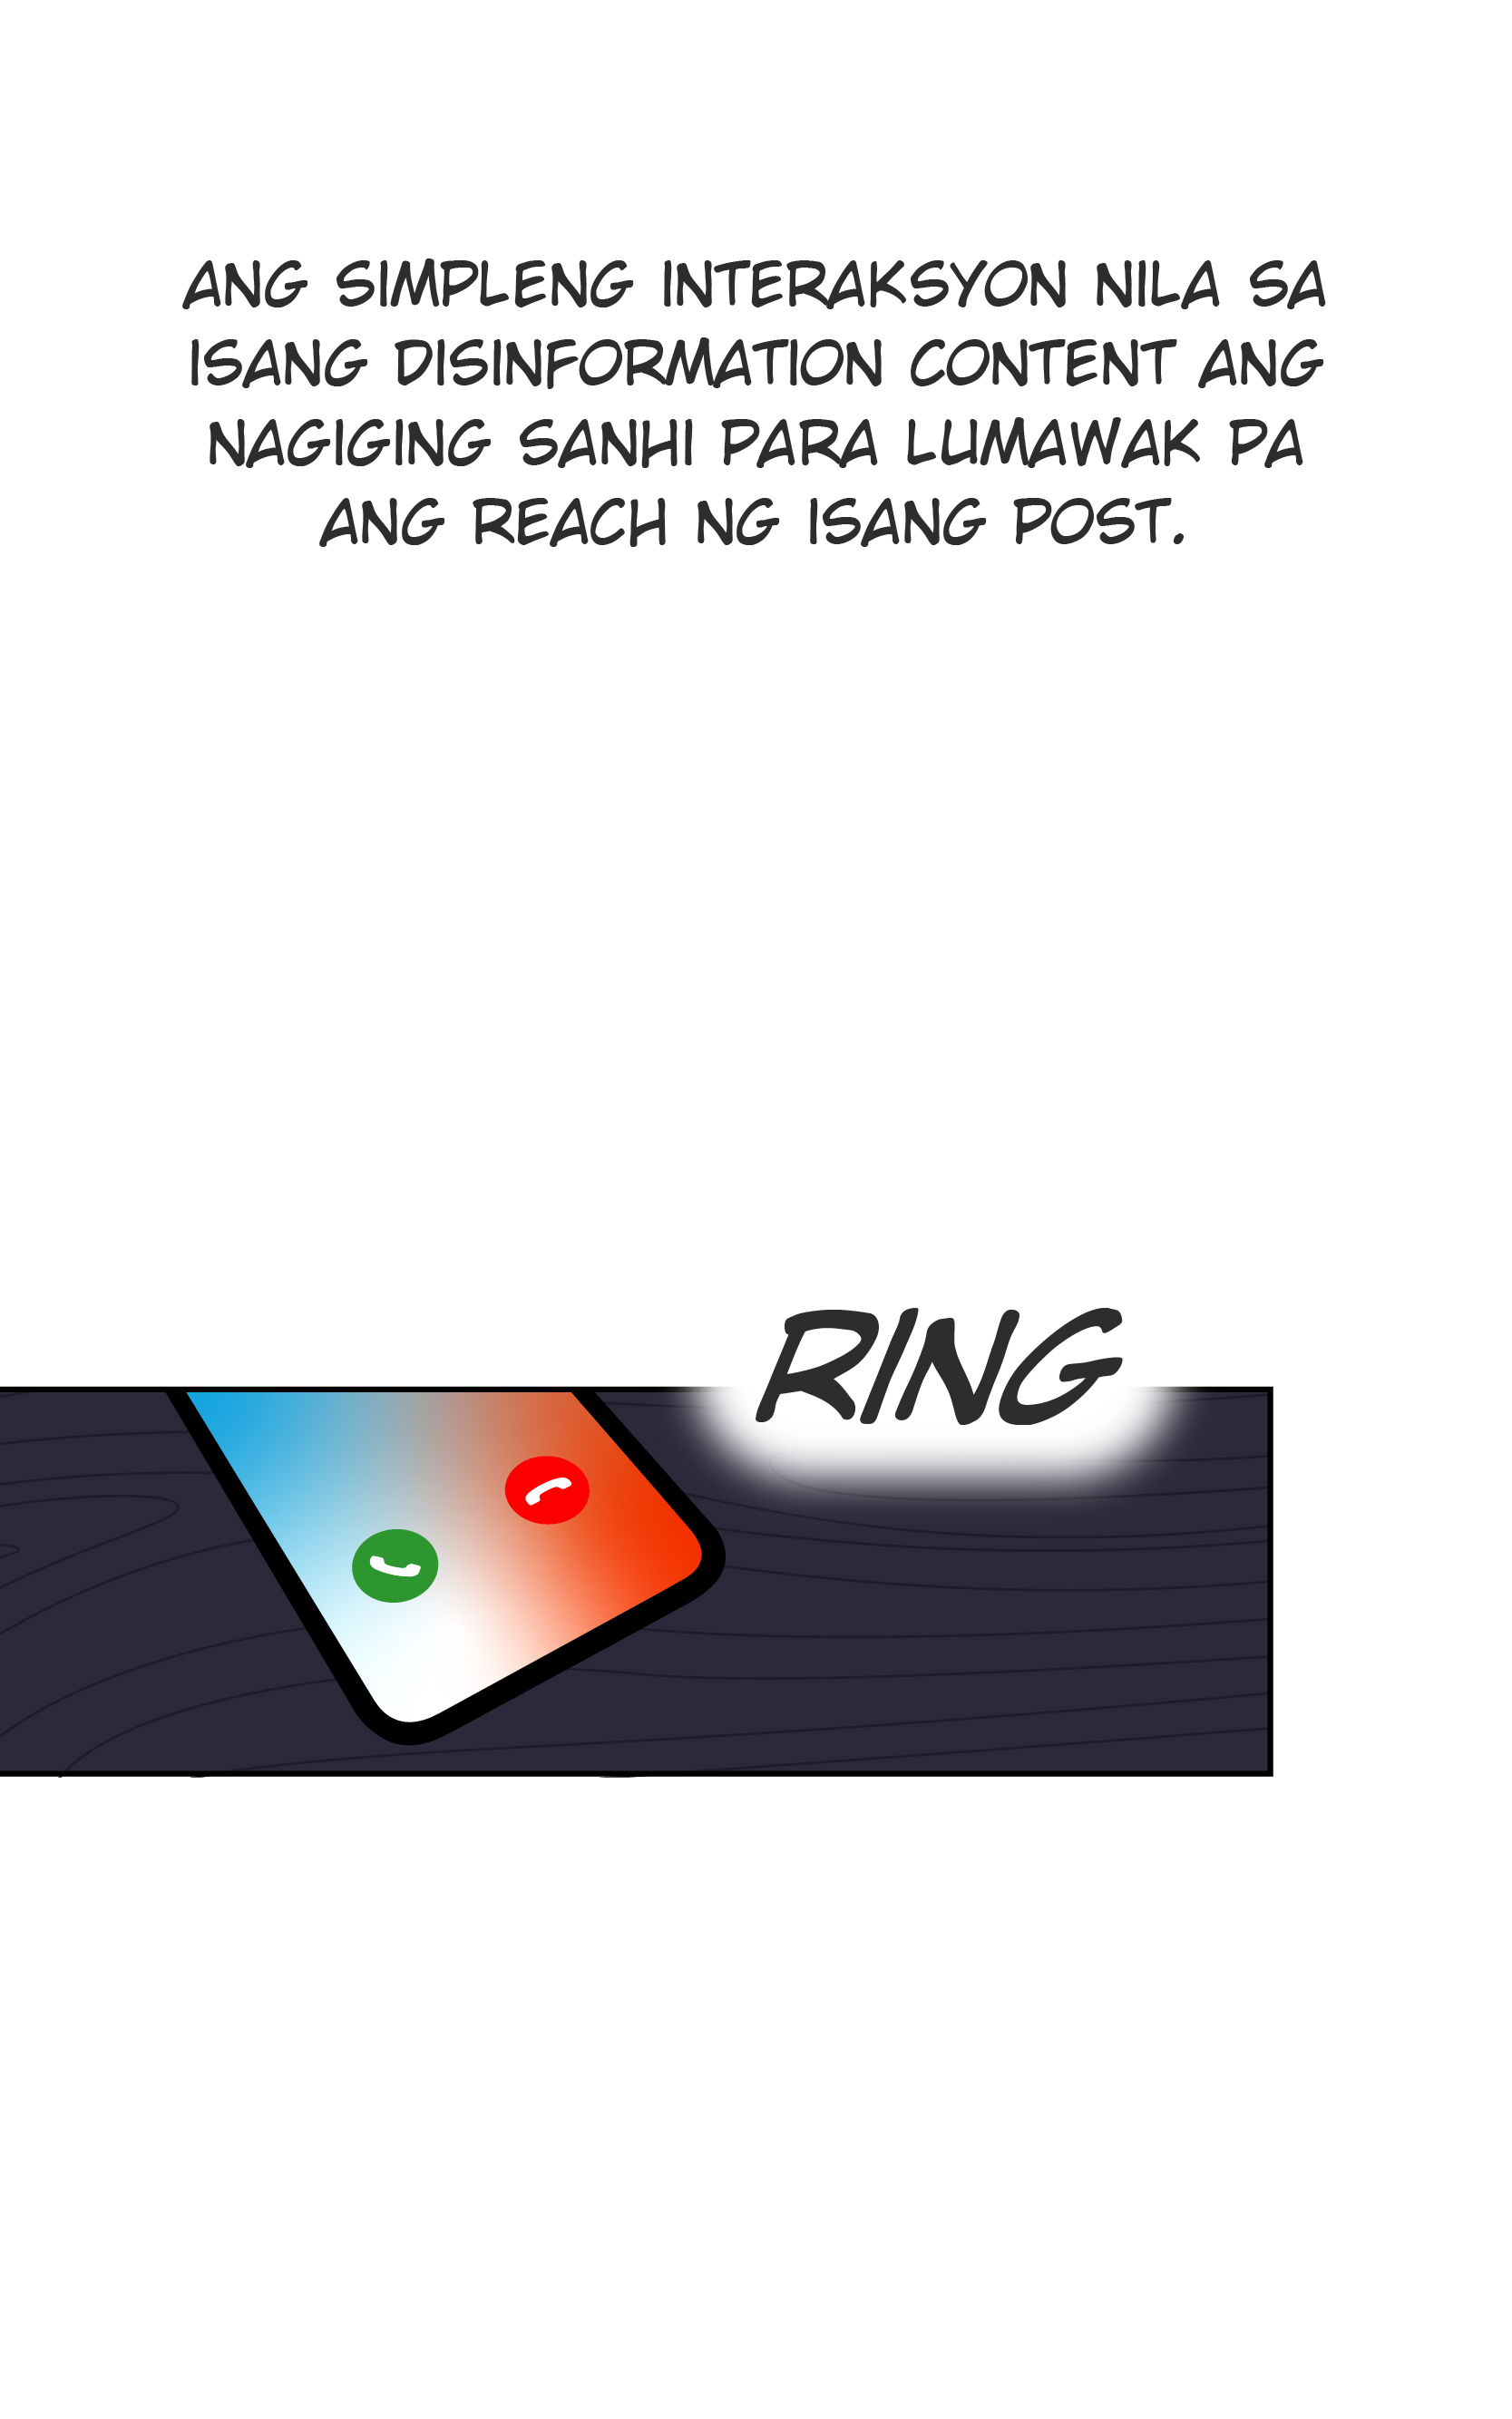 ANG SIMPLENG INTERAKSYON NILA SA
ISANG DISINFORMATION CONTENT ANG
NAGIGING SANHI PARA LUMAWAK PA
ANG REACH NG ISANG POST.
RING